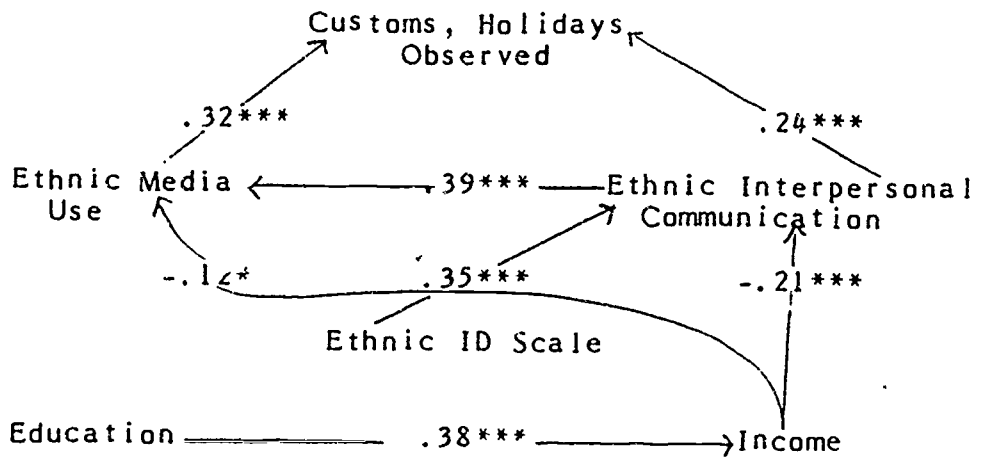 Customs, Holidays
Observed
.32***
.24***
Ethnic Media
Use
.39***
Ethnic Interpersonal
Communication
.35***
-.21***
Ethnic ID Scale
Education
.38***
Income